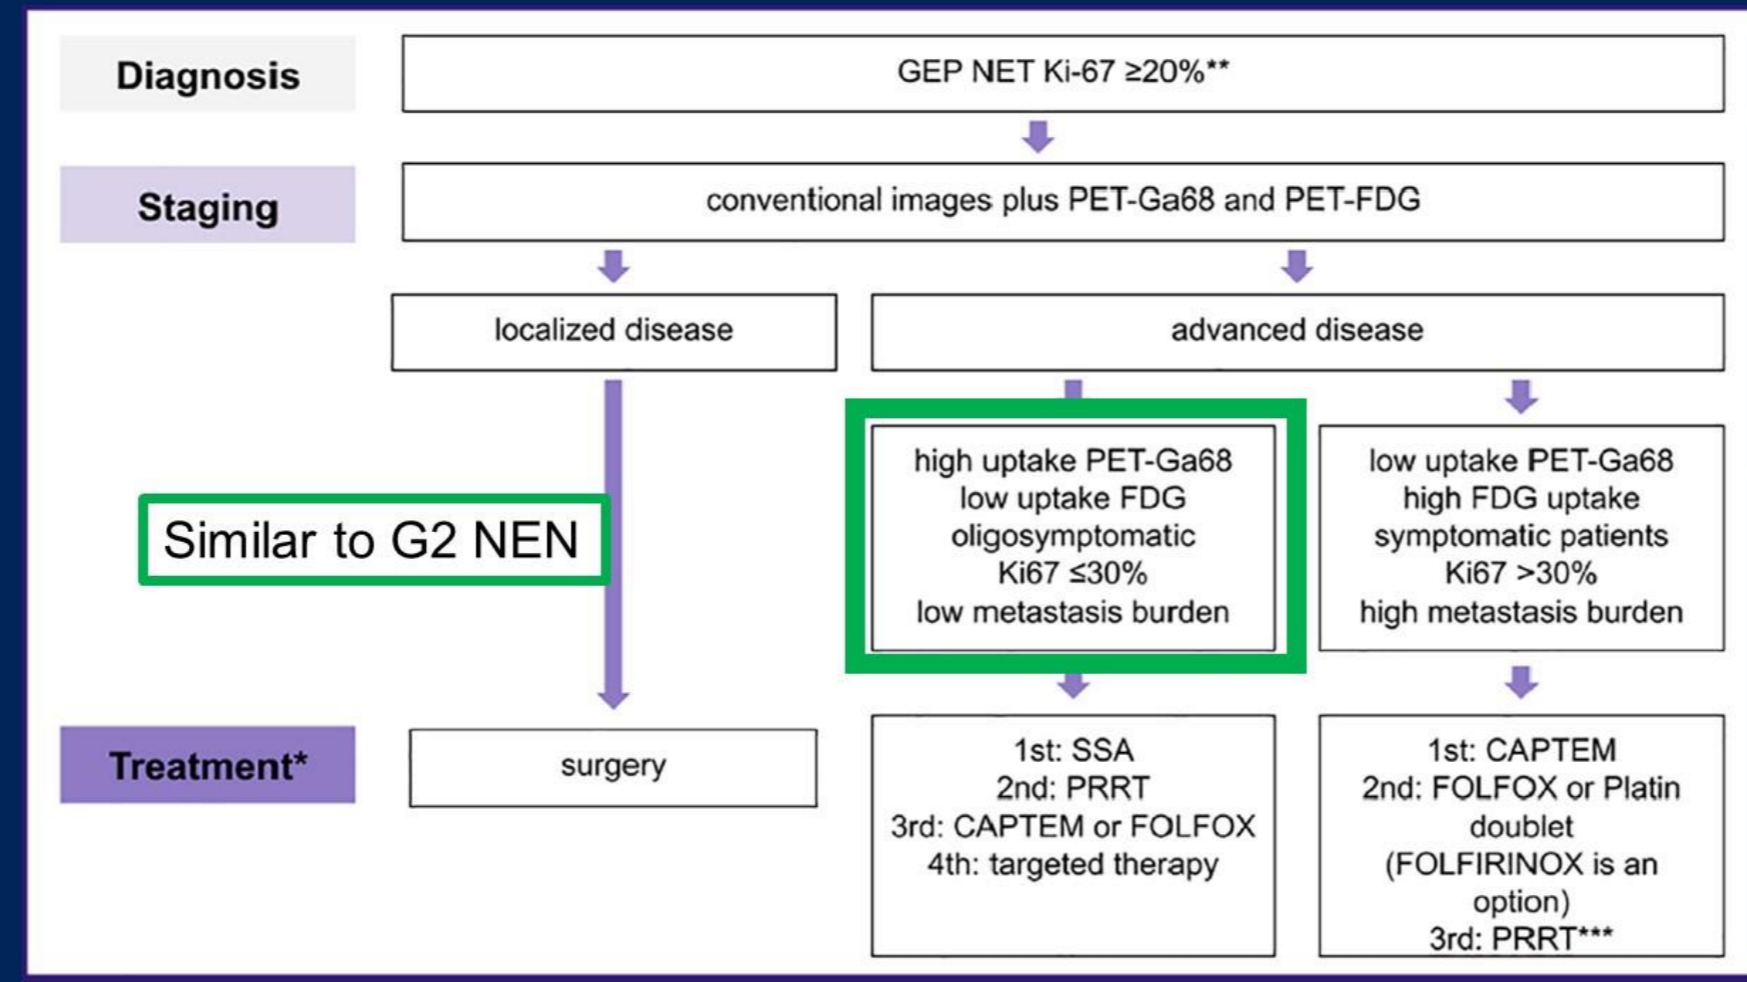 Diagnosis
GEP NET Ki-67 ≥20%**
Staging
conventional images plus PET-Ga68 and PET-FDG
localized disease
advanced disease
Similar to G2 NEN
high uptake PET-Ga68
low uptake FDG
oligosymptomatic
Ki67 ≤30%
low metastasis burden
low uptake PET-Ga68
high FDG uptake
symptomatic patients
Ki67 >30%
high metastasis burden
Treatment*
surgery
1st: SSA
2nd: PRRT
3rd: CAPTEM or FOLFOX
4th: targeted therapy
1st: CAPTEM
2nd: FOLFOX or Platin
doublet
(FOLFIRINOX is an
option)
3rd: PRRT***